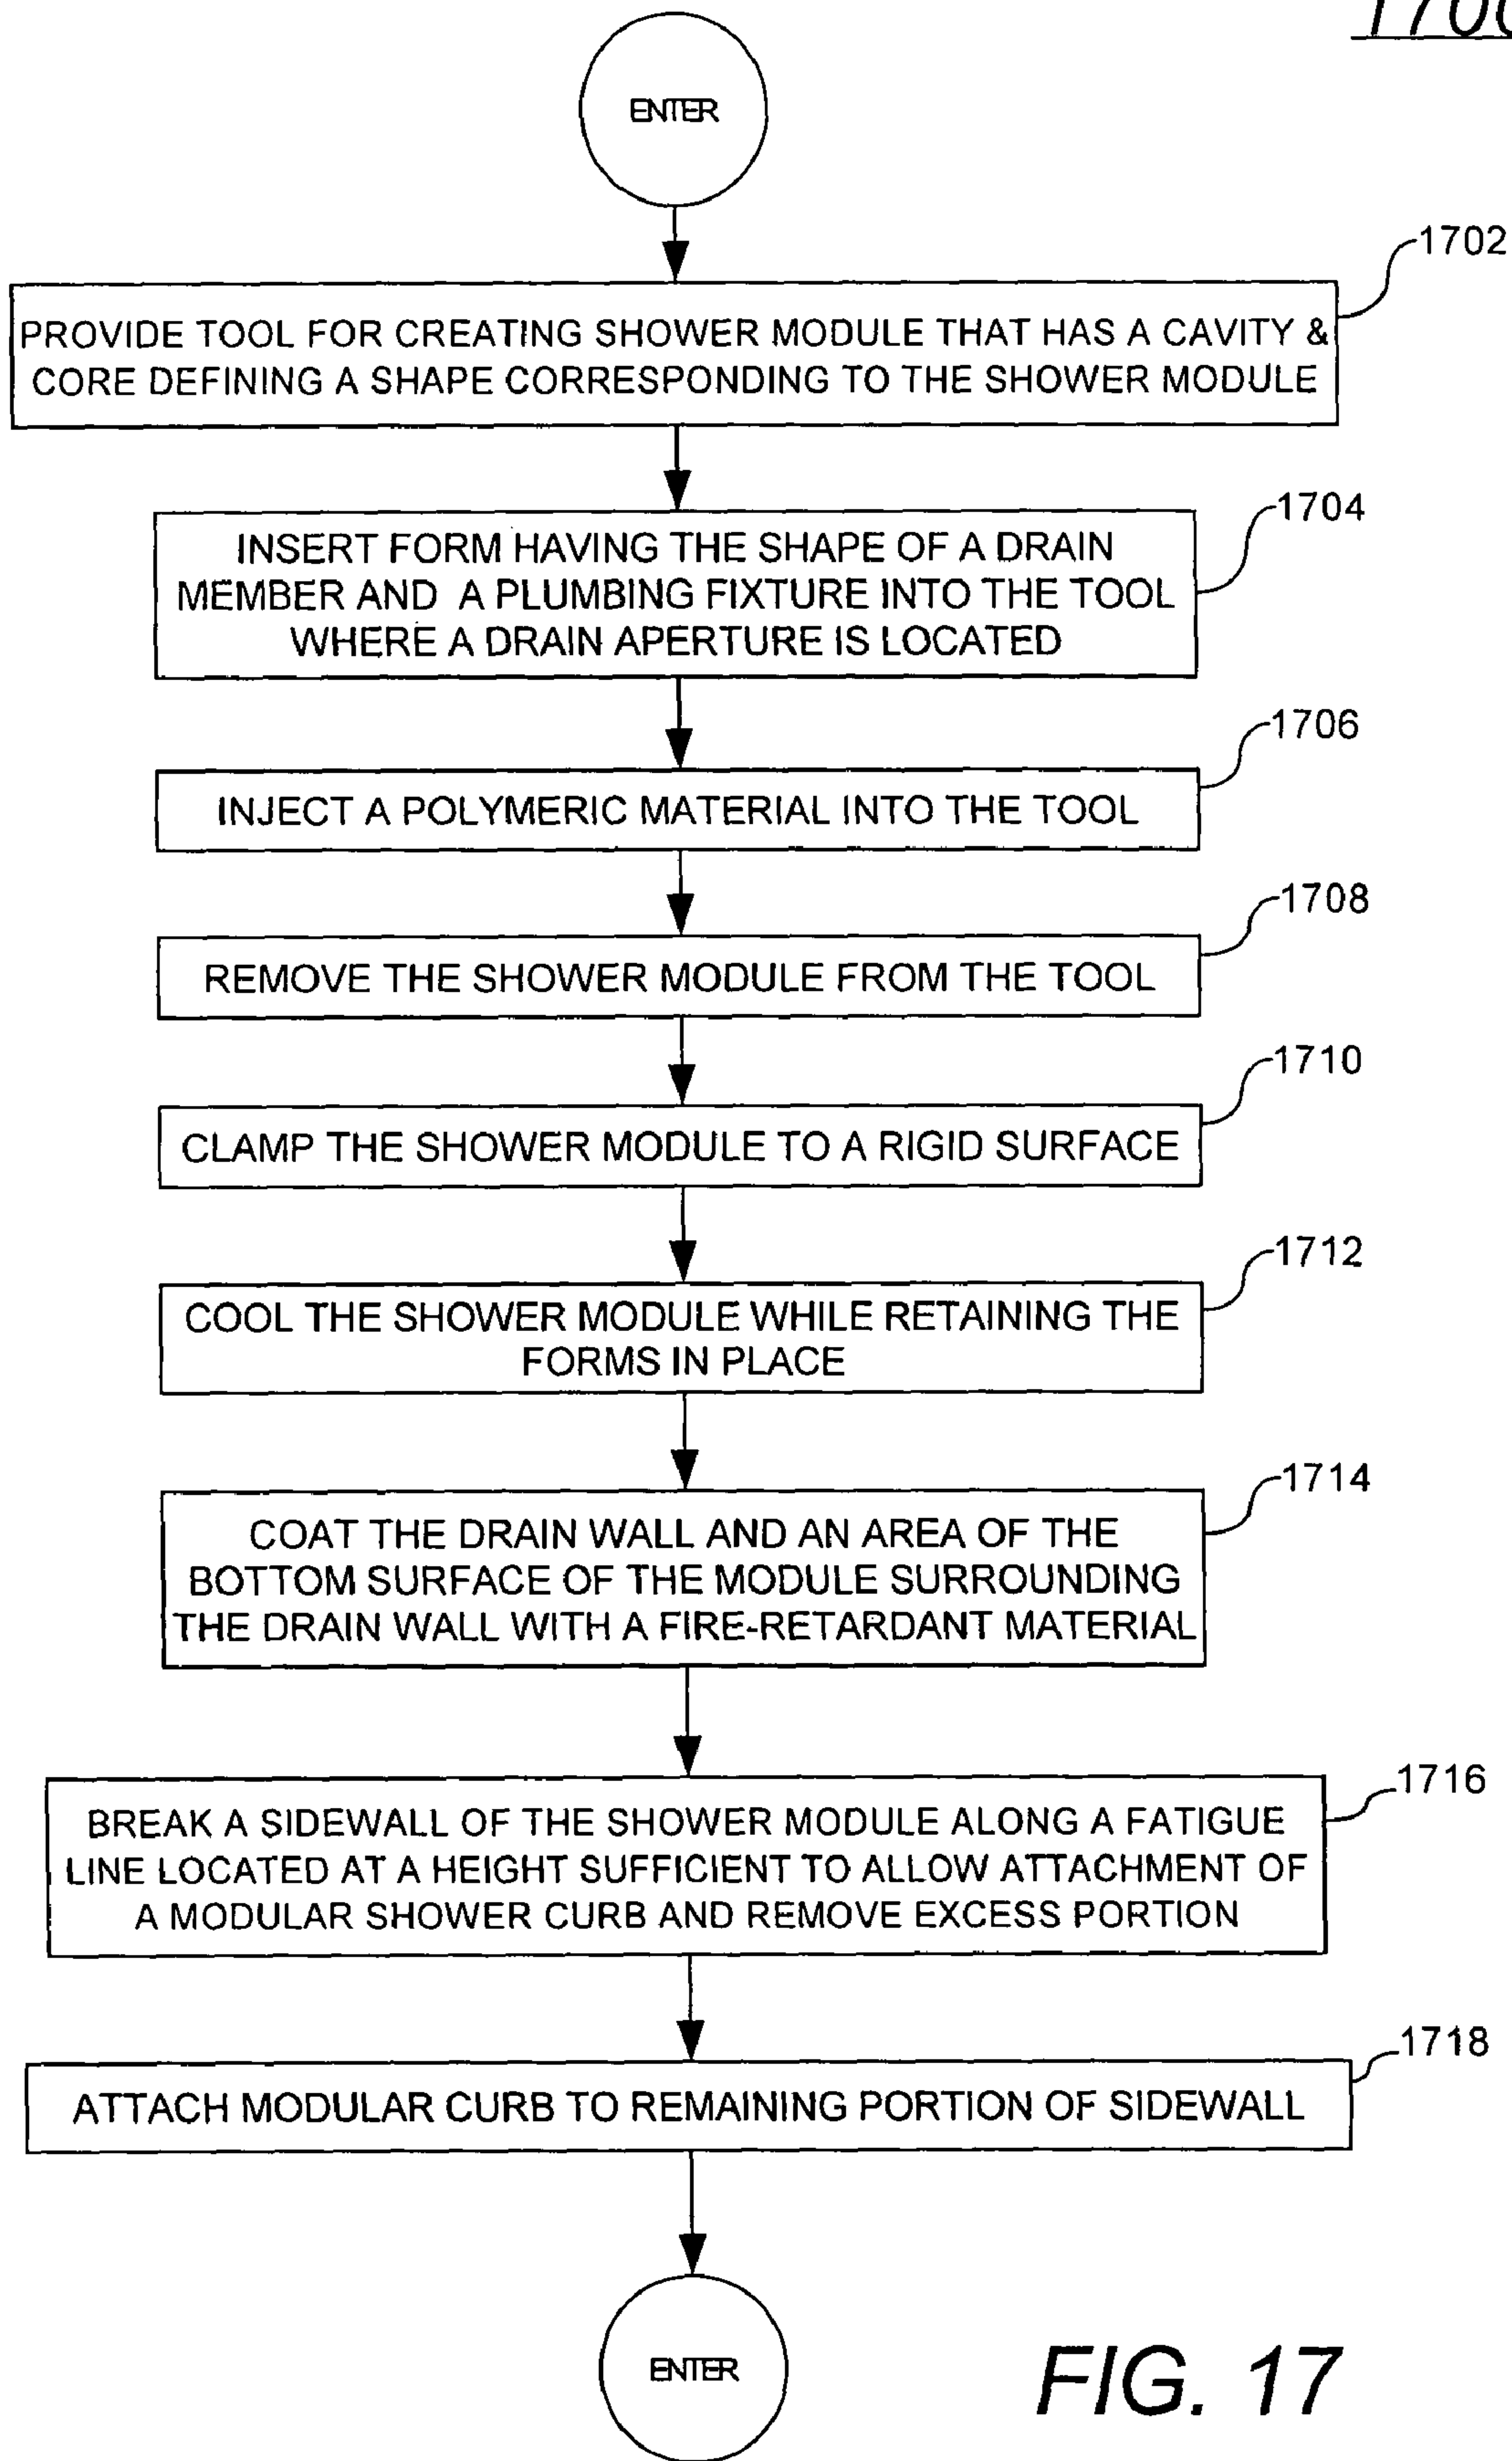 1700
ENTER
1702
PROVIDE TOOL FOR CREATING SHOWER MODULE THAT HAS A CAVITY &
CORE DEFINING A SHAPE CORRESPONDING TO THE SHOWER MODULE
1704
INSERT FORM HAVING THE SHAPE OF A DRAIN
MEMBER AND A PLUMBING FIXTURE INTO THE TOOL
WHERE A DRAIN APERTURE IS LOCATED
1706
INJECT A POLYMERIC MATERIAL INTO THE TOOL
1708
REMOVE THE SHOWER MODULE FROM THE TOOL
1710
CLAMP THE SHOWER MODULE TO A RIGID SURFACE
1712
COOL THE SHOWER MODULE WHILE RETAINING THE
FORMS IN PLACE
1714
COAT THE DRAIN WALL AND AN AREA OF THE
BOTTOM SURFACE OF THE MODULE SURROUNDING
THE DRAIN WALL WITH A FIRE-RETARDANT MATERIAL
1716
BREAK A SIDEWALL OF THE SHOWER MODULE ALONG A FATIGUE
LINE LOCATED AT A HEIGHT SUFFICIENT TO ALLOW ATTACHMENT OF
A MODULAR SHOWER CURB AND REMOVE EXCESS PORTION
1718
ATTACH MODULAR CURB TO REMAINING PORTION OF SIDEWALL
ENTER
FIG. 17